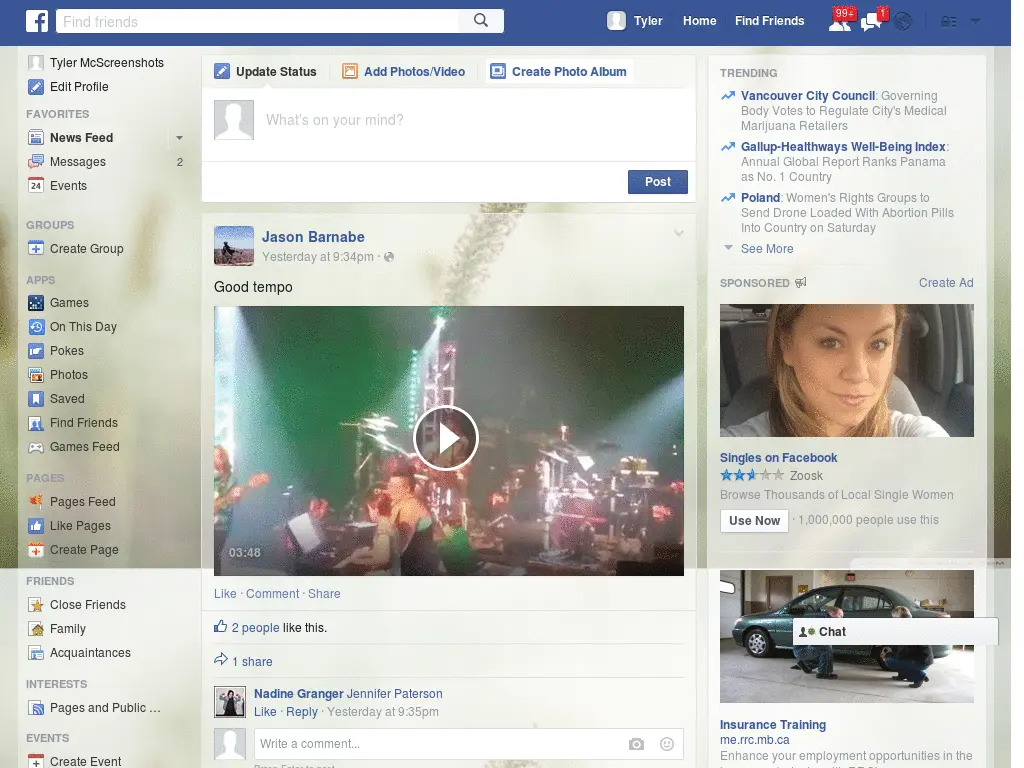 Find friends
Tyler
Home
Find Friends
99+
1
Tyler McScreenshots
Edit Profile
FAVORITES
News Feed
Messages 2
24 Events
GROUPS
Create Group
APPS
Games
On This Day
Pokes
Photos
Saved
Find Friends
Games Feed
PAGES
Pages Feed
Like Pages
Create Page
FRIENDS
Close Friends
Family
Acquaintances
INTERESTS
Pages and Public ...
EVENTS
Create Event
Update Status
Add Photos/Video
Create Photo Album
What's on your mind?
Post
Jason Barnabe
Yesterday at 9:34pm ·
Good tempo
03:48
Like · Comment · Share
2 people like this.
1 share
Nadine Granger Jennifer Paterson
Like · Reply · Yesterday at 9:35pm
Write a comment...
TRENDING
Vancouver City Council: Governing
Body Votes to Regulate City's Medical
Marijuana Retailers
Gallup-Healthways Well-Being Index:
Annual Global Report Ranks Panama
as No. 1 Country
Poland: Women's Rights Groups to
Send Drone Loaded With Abortion Pills
Into Country on Saturday
See More
SPONSORED
Create Ad
Singles on Facebook
Zoosk
Browse Thousands of Local Single Women
Use Now · 1,000,000 people use this
Chat
Insurance Training
me.rrc.mb.ca
Enhance your employment opportunities in the